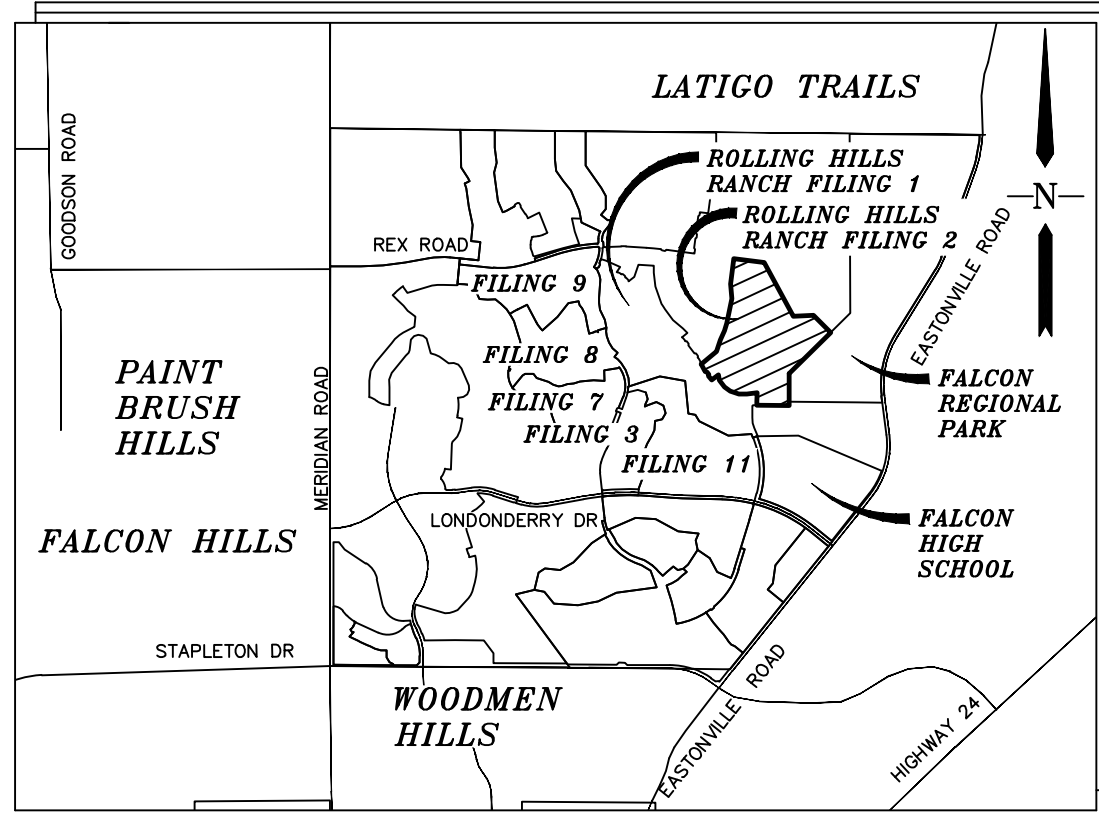 LATIGO TRAILS
GOODSON ROAD
ROLLING HILLS
RANCH FILING 1
ROLLING HILLS
RANCH FILING 2
N
REX ROAD
EASTONVILLE ROAD
FILING 9
FILING 8
PAINT
BRUSH
HILLS
MERIDIAN ROAD
FILING 7
FALCON
REGIONAL
PARK
FILING 3
FILING 11
LONDONDERRY DR
FALCON HILLS
FALCON
HIGH
SCHOOL
STAPLETON DR
WOODMEN
HILLS
EASTONVILLE ROAD
HIGHWAY 24